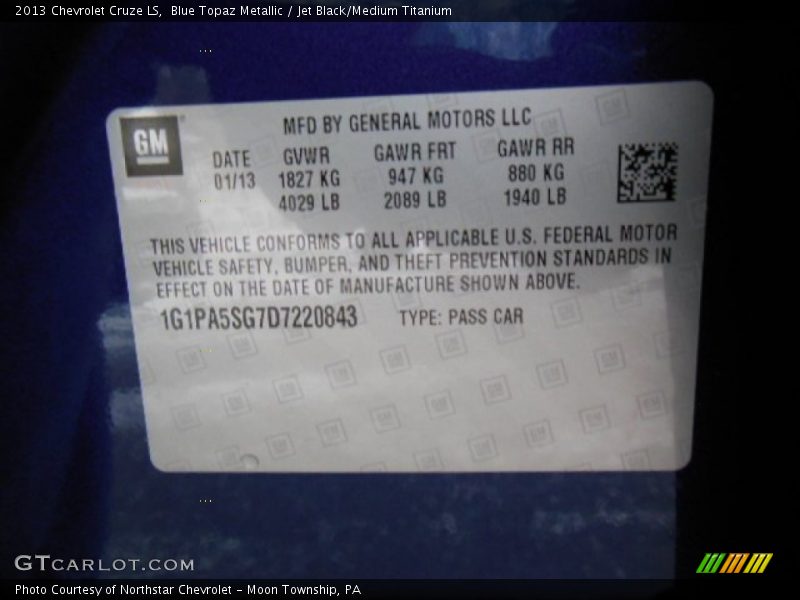 2013 Chevrolet Cruze LS,  Blue Topaz Metallic / Jet Black/Medium Titanium
GM
MFD BY GENERAL MOTORS LLC
DATE GVWR GAWR FRT GAWR RR
01/13 1827 KG 947 KG 880 KG
4029 LB 2089 LB 1940 LB
THIS VEHICLE CONFORMS TO ALL APPLICABLE U.S. FEDERAL MOTOR
VEHICLE SAFETY, BUMPER, AND THEFT PREVENTION STANDARDS IN
EFFECT ON THE DATE OF MANUFACTURE SHOWN ABOVE.
1G1PA5SG7D7220843 TYPE: PASS CAR
GTCARLOT.COM
Photo Courtesy of Northstar Chevrolet - Moon Township, PA